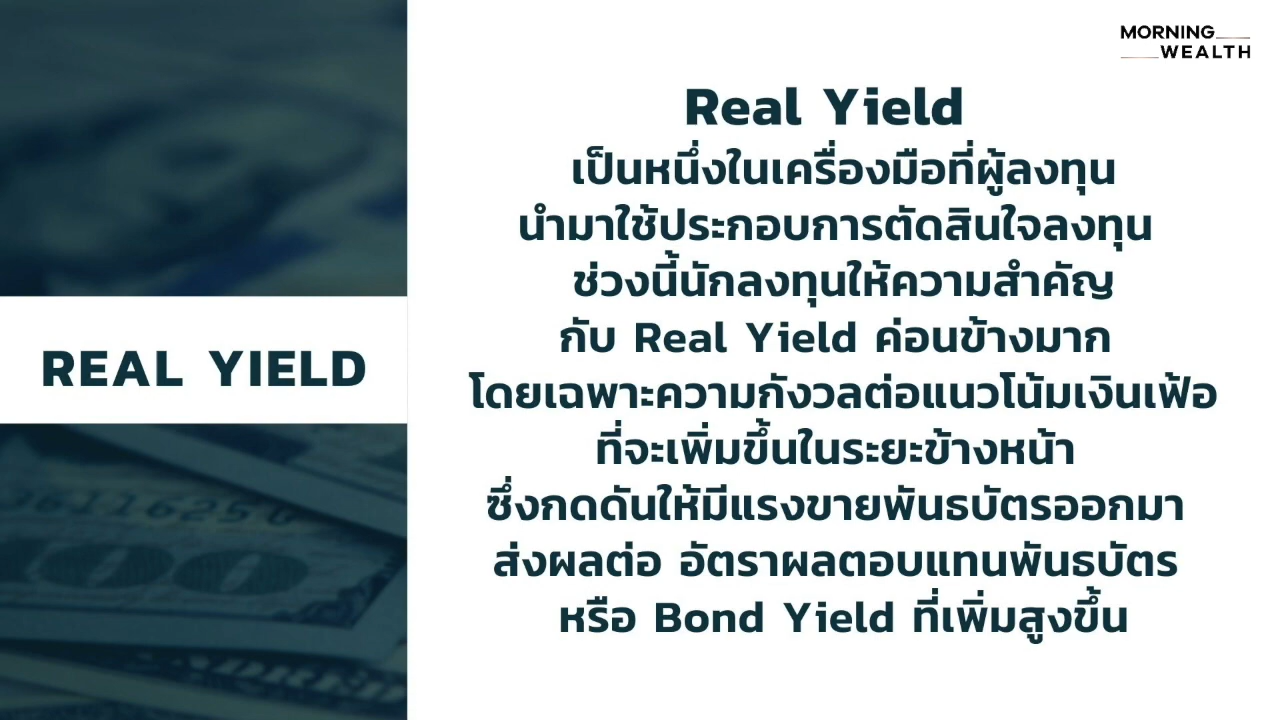 MORNING
WEALTH
REAL YIELD
Real Yield
เป็นหนึ่งในเครื่องมือที่ผู้ลงทุน
นำมาใช้ประกอบการตัดสินใจลงทุน
ช่วงนี้นักลงทุนให้ความสำคัญ
กับ Real Yield ค่อนข้างมาก
โดยเฉพาะความกังวลต่อแนวโน้มเงินเฟ้อ
ที่จะเพิ่มขึ้นในระยะข้างหน้า
ซึ่งกดดันให้มีแรงขายพันธบัตรออกมา
ส่งผลต่อ อัตราผลตอบแทนพันธบัตร
หรือ Bond Yield ที่เพิ่มสูงขึ้น